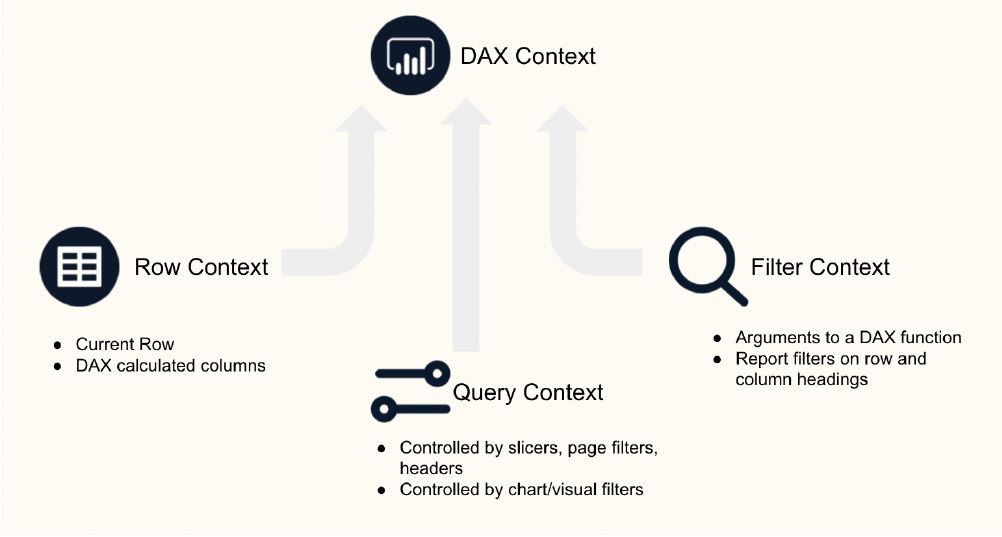 DAX Context
Row Context
● Current Row
● DAX calculated columns
Query Context
● Controlled by slicers, page filters,
headers
● Controlled by chart/visual filters
Filter Context
● Arguments to a DAX function
● Report filters on row and
column headings